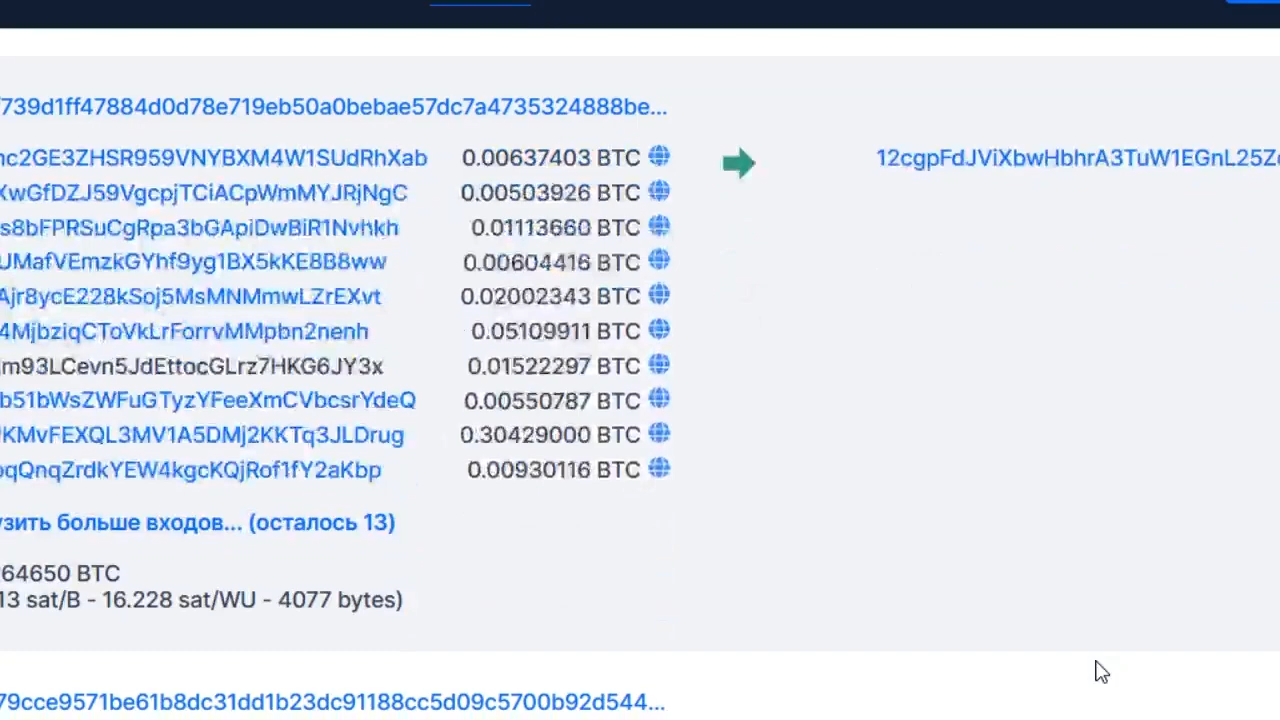 739d1ff47884d0d78e719eb50a0bebae57dc7a4735324888be...
nc2GE3ZHSR959VNYBXM4W1SUdRhXab 0.00637403 BTC 12cgpFdJViXbwHbhrA3TuW1EGnL25Z
XwGfDZJ59VgcpjTCiACpWmMYJRjNgC 0.00503926 BTC
s8bFPRSuCgRpa3bGApiDwBiR1Nvhkh 0.01113660 BTC
UMafVEmzkGYhf9yg1BX5kKE8B8ww 0.00604416 BTC
Ajr8ycE228kSoj5MsMNMmwLZrEXvt 0.02002343 BTC
4MjbziqCToVkLrForrvMMpbn2nenh 0.05109911 BTC
m93LCevn5JdEttocGLrz7HKG6JY3x 0.01522297 BTC
b51bWsZWFuGTyzYFeeXmCVbcsrYdeQ 0.00550787 BTC
KMvFEXQL3MV1A5DMj2KKTq3JLDrug 0.30429000 BTC
qQnqZrdkYEW4kgcKQjRof1fY2aKbp 0.00930116 BTC
узить больше входов... (осталось 13)
64650 BTC
13 sat/B - 16.228 sat/WU - 4077 bytes)
79cce9571be61b8dc31dd1b23dc91188cc5d09c5700b92d544...